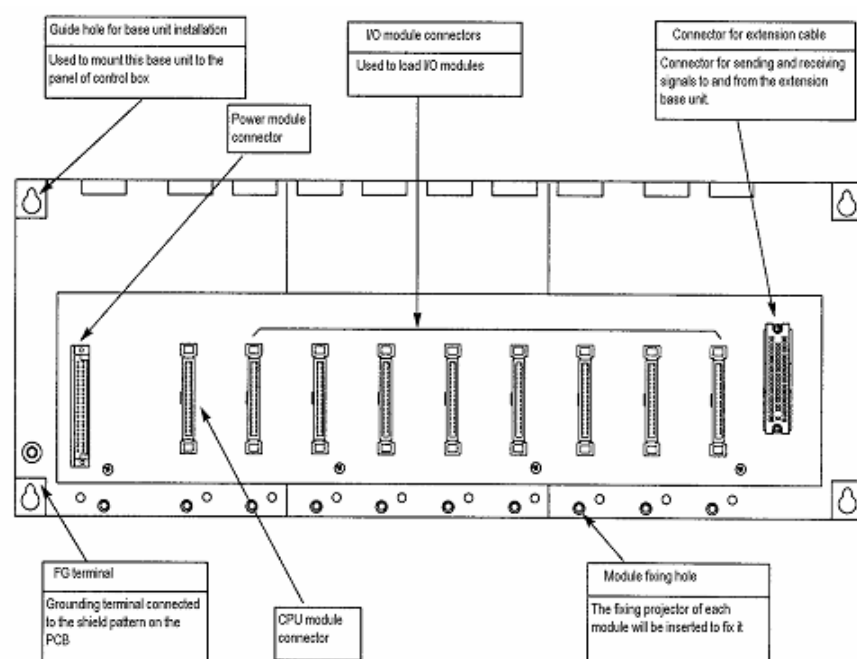 Guide hole for base unit installation
Used to mount this base unit to the
panel of control box
I/O module connectors
Used to load I/O modules
Connector for extension cable
Connector for sending and receiving
signals to and from the extension
base unit.
Power module
connector
FG terminal
Grounding terminal connected
to the shield pattern on the
PCB
CPU module
connector
Module fixing hole
The fixing projector of each
module will be inserted to fix it